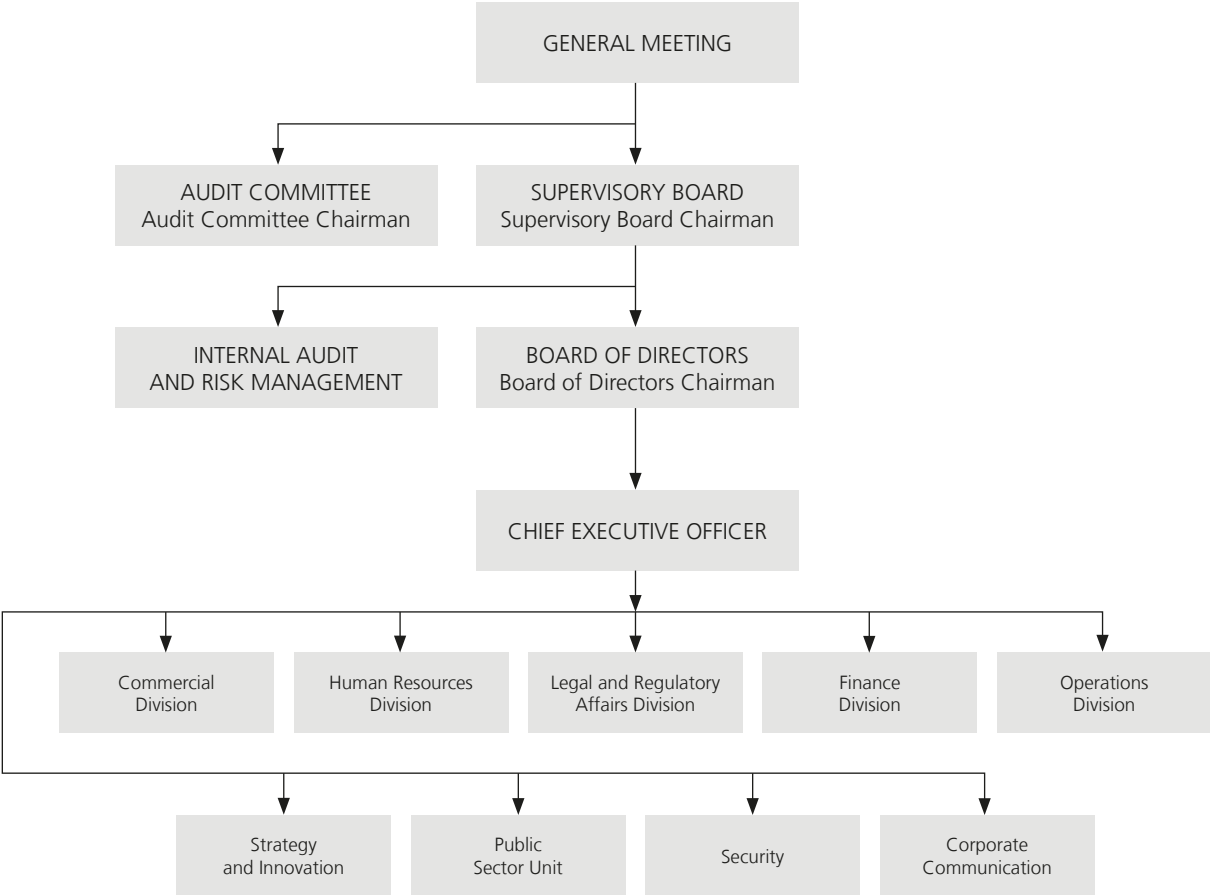 GENERAL MEETING
AUDIT COMMITTEE
Audit Committee Chairman
SUPERVISORY BOARD
Supervisory Board Chairman
INTERNAL AUDIT
AND RISK MANAGEMENT
BOARD OF DIRECTORS
Board of Directors Chairman
CHIEF EXECUTIVE OFFICER
Commercial
Division
Human Resources
Division
Legal and Regulatory
Affairs Division
Finance
Division
Operations
Division
Strategy
and Innovation
Public
Sector Unit
Security
Corporate
Communication